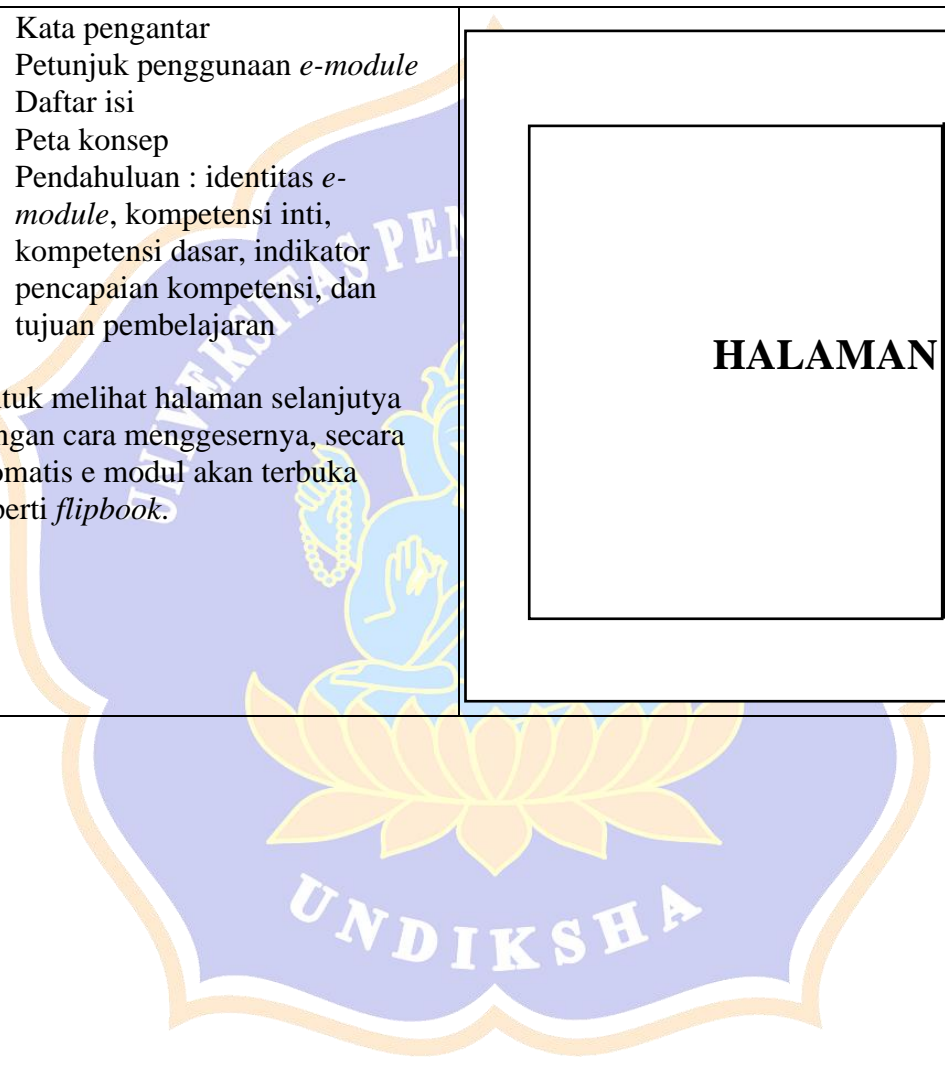 Kata pengantar
Petunjuk penggunaan e-module
Daftar isi
Peta konsep
Pendahuluan : identitas e-
module, kompetensi inti,
kompetensi dasar, indikator
pencapaian kompetensi, dan
tujuan pembelajaran
tuk melihat halaman selanjutya
ngan cara menggesernya, secara
omatis e modul akan terbuka
perti flipbook.
HALAMAN
UNIVERSITAS PEN
UNDIKSHA